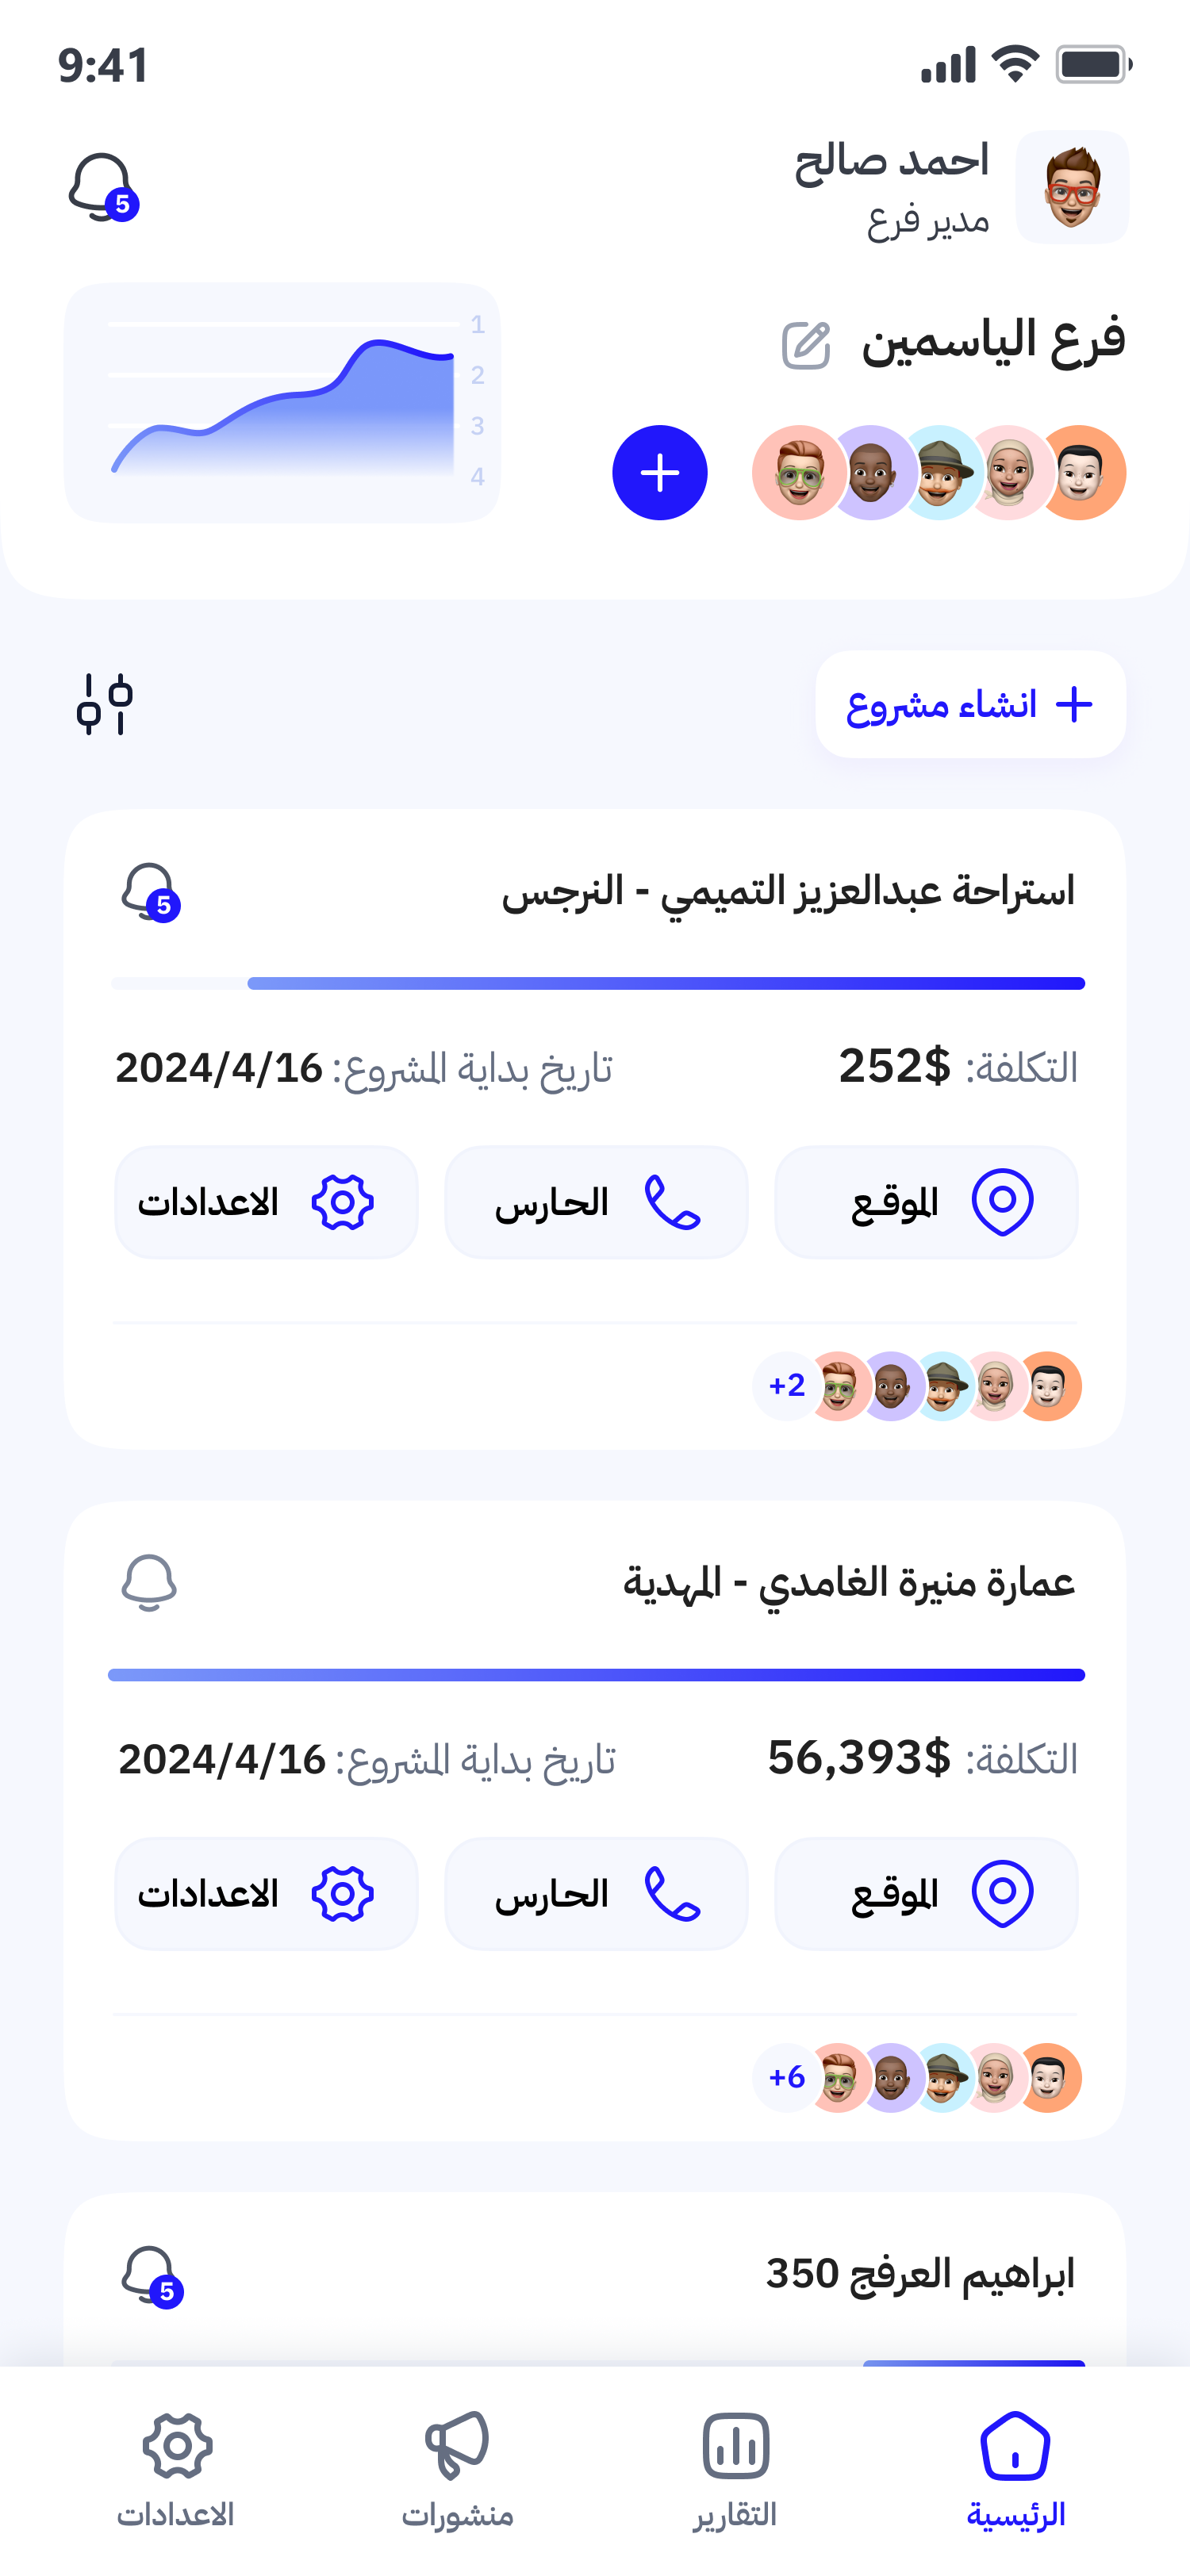 9:41
احمد صالح
مدير فرع
5
فرع الياسمين
1
2
3
4
انشاء مشروع
استراحة عبدالعزيز التميمي - النرجس
5
التكلفة: 252$
تاريخ بداية المشروع: 2024/4/16
الموقع
الحارس
الاعدادات
+2
عمارة منيرة الغامدي - المهدية
التكلفة: 56,393$
تاريخ بداية المشروع: 2024/4/16
الموقع
الحارس
الاعدادات
+6
ابراهيم العرفج 350
5
الرئيسية
التقارير
منشورات
الاعدادات